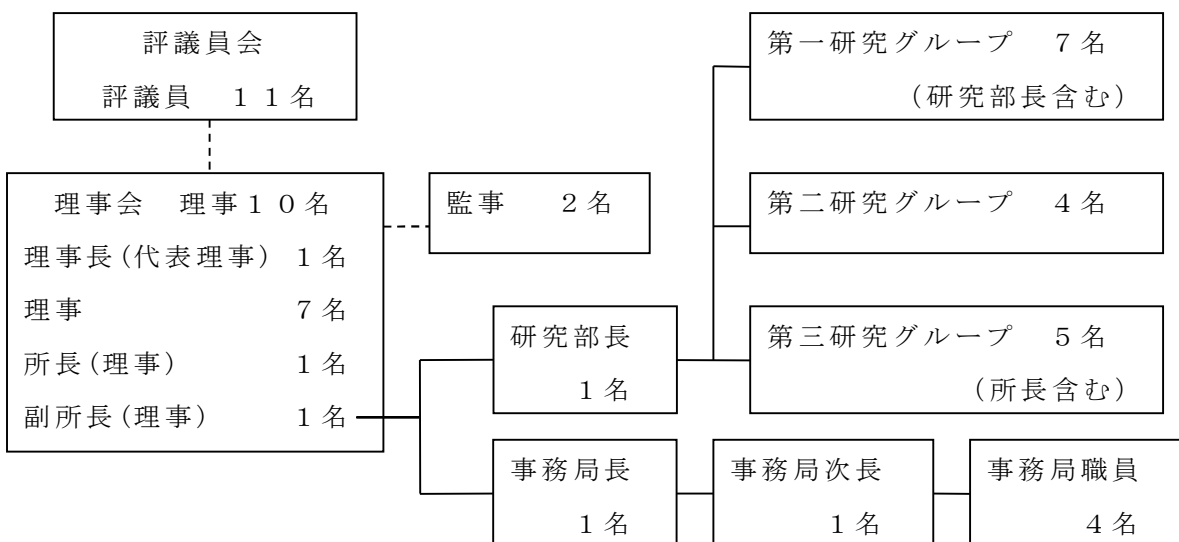 評議員会
評議員　１１名
理事会　理事１０名
理事長(代表理事)　１名
理事　７名
所長(理事)　１名
副所長(理事)　１名
監事　２名
研究部長
１名
第一研究グループ　７名
(研究部長含む)
第二研究グループ　４名
第三研究グループ　５名
(所長含む)
事務局長
１名
事務局次長
１名
事務局職員
４名